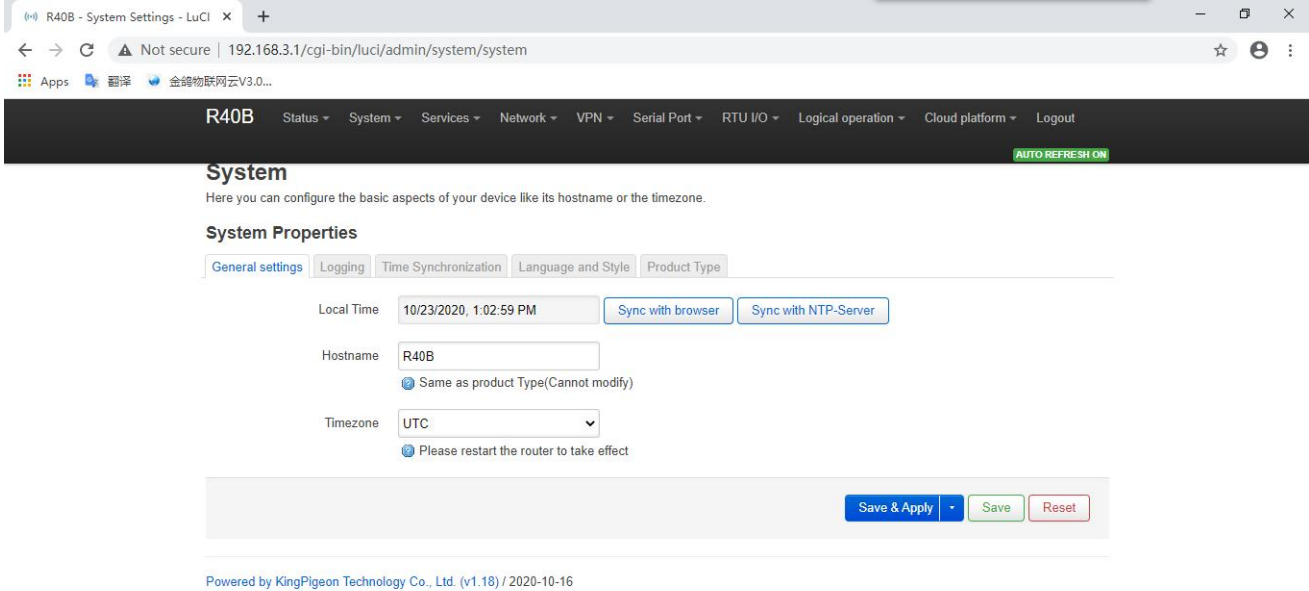 R40B - System Settings - LuCI
Not secure | 192.168.3.1/cgi-bin/luci/admin/system/system
Apps 翻译 金鸽物联网云V3.0...
R40B Status System Services Network VPN Serial Port RTU I/O Logical operation Cloud platform Logout
AUTO REFRESH ON
System
Here you can configure the basic aspects of your device like its hostname or the timezone.
System Properties
General settings Logging Time Synchronization Language and Style Product Type
Local Time 10/23/2020, 1:02:59 PM Sync with browser Sync with NTP-Server
Hostname R40B
Same as product Type(Cannot modify)
Timezone UTC
Please restart the router to take effect
Save & Apply Save Reset
Powered by KingPigeon Technology Co., Ltd. (v1.18) / 2020-10-16